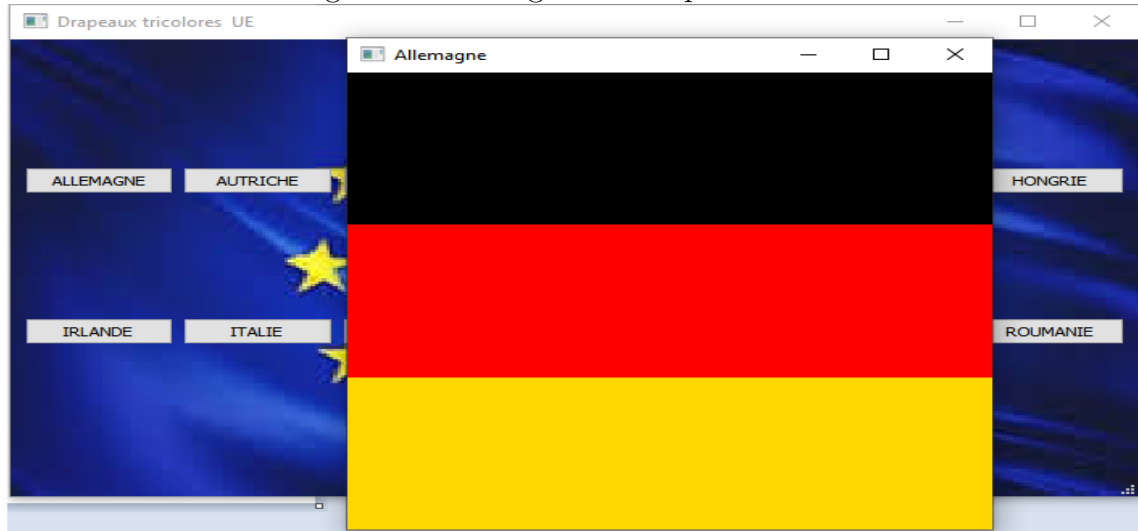 Drapeaux tricolores UE
Allemagne
ALLEMAGNE AUTRICHE HONGRIE
IRLANDE ITALIE ROUMANIE